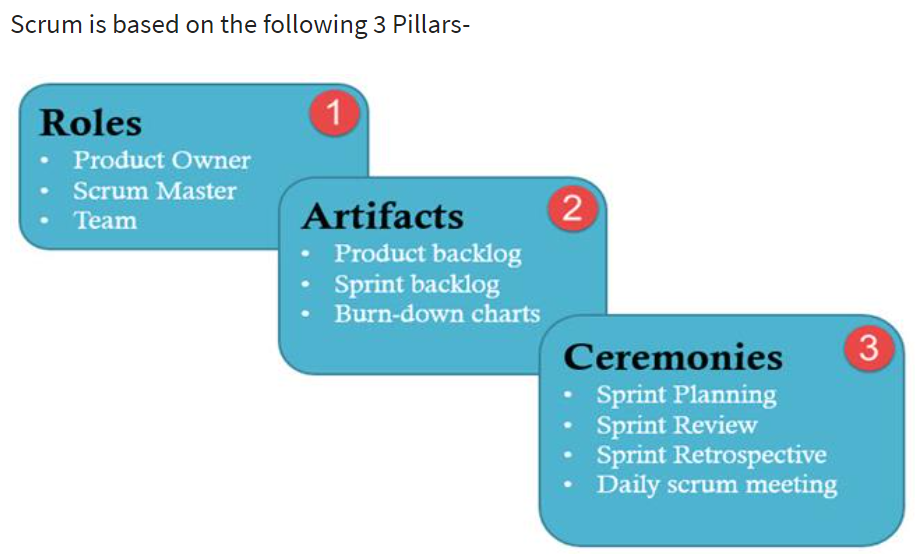 Scrum is based on the following 3 Pillars-
Roles
1
• Product Owner
• Scrum Master
• Team
Artifacts
2
• Product backlog
• Sprint backlog
• Burn-down charts
Ceremonies
3
• Sprint Planning
• Sprint Review
• Sprint Retrospective
• Daily scrum meeting